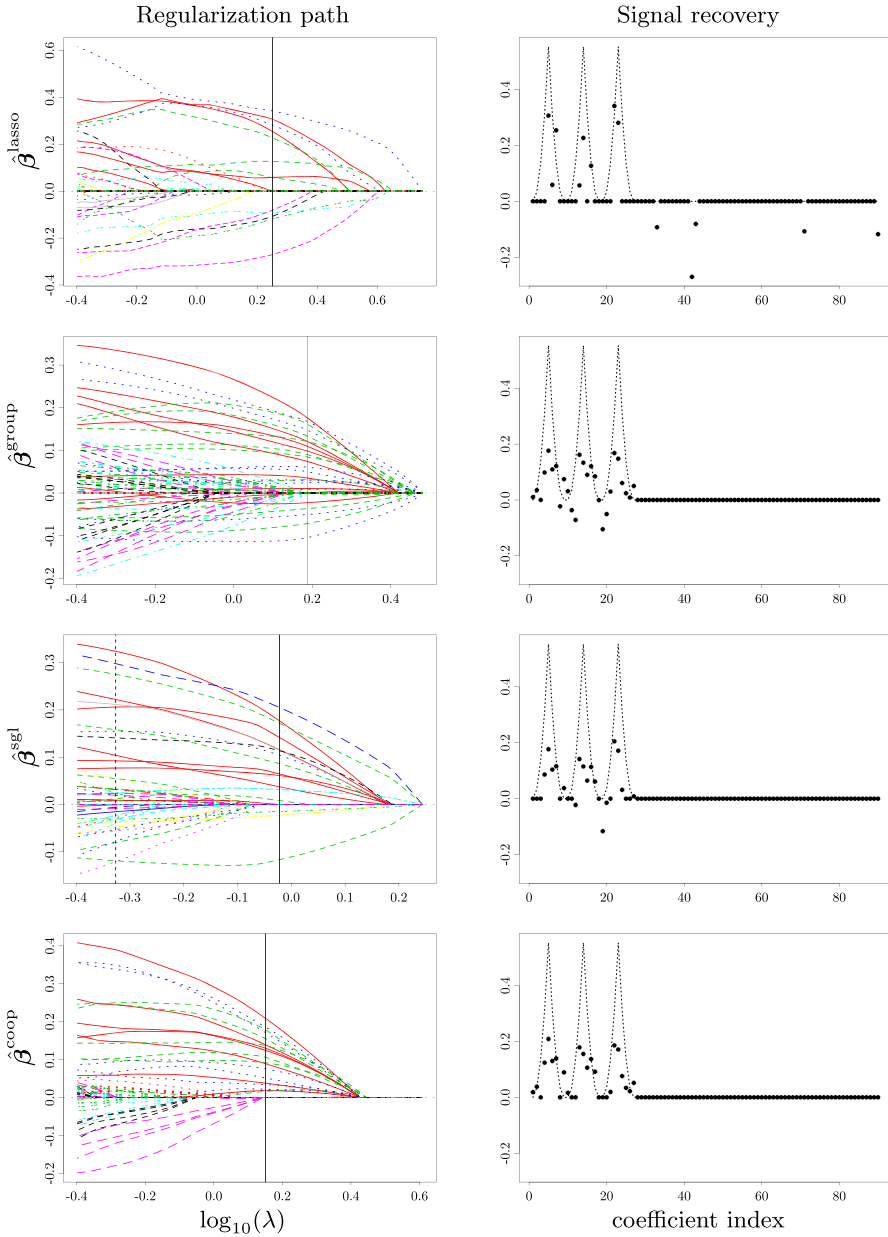 Regularization path
Signal recovery
β̂^lasso
0.6
0.4
0.2
0.0
-0.2
-0.4
-0.4 -0.2 0.0 0.2 0.4 0.6
0.4
0.2
0.0
-0.2
0 20 40 60 80
β̂^group
0.3
0.2
0.1
0.0
-0.1
-0.2
-0.4 -0.2 0.0 0.2 0.4
0.4
0.2
0.0
-0.2
0 20 40 60 80
β̂^sgl
0.3
0.2
0.1
0.0
-0.1
-0.4 -0.3 -0.2 -0.1 0.0 0.1 0.2
0.4
0.2
0.0
-0.2
0 20 40 60 80
β̂^coop
0.4
0.3
0.2
0.1
0.0
-0.1
-0.2
-0.4 -0.2 0.0 0.2 0.4 0.6
log₁₀(λ)
0.4
0.2
0.0
-0.2
0 20 40 60 80
coefficient index